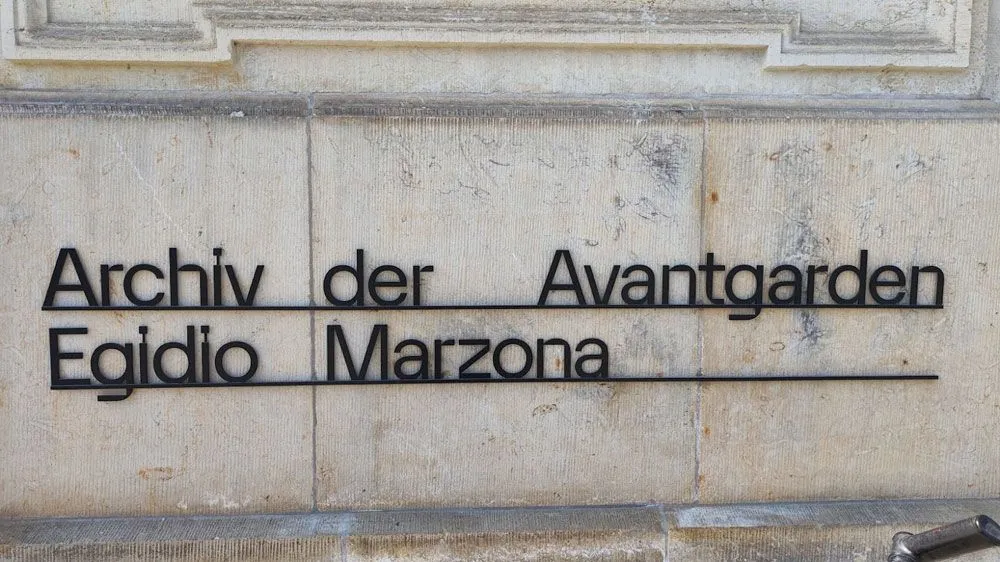 Archiv der Avantgarden
Egidio Marzona